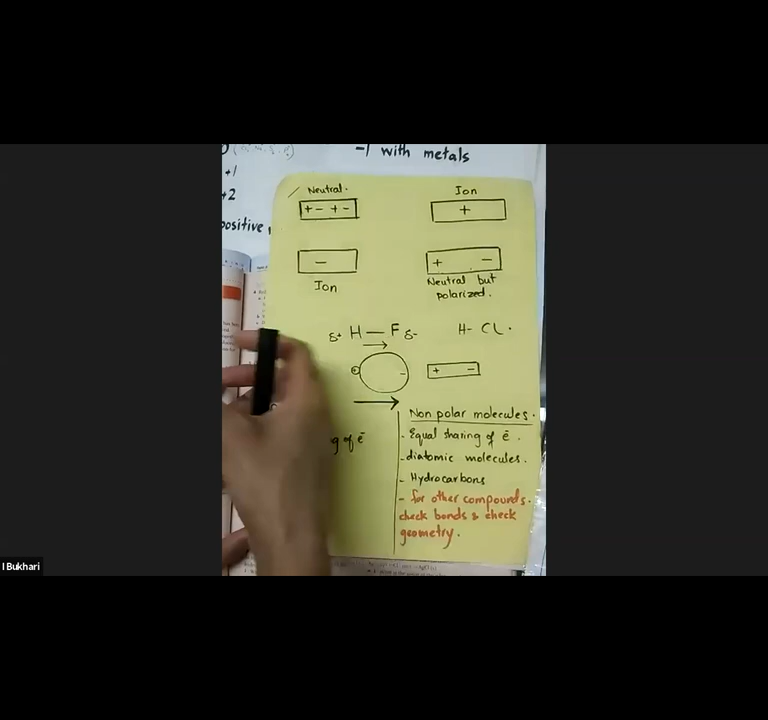 -1 with metals
+1
+2
positive
Neutral.
+ - + -
Ion
+
-
Ion
+ -
Neutral but
polarized.
δ+ H — F δ-
H - Cl.
+ -
+ -
g of ē
Non polar molecules.
- Equal sharing of ē.
- diatomic molecules.
- Hydrocarbons
- for other compounds.
check bonds & check
geometry.
I Bukhari